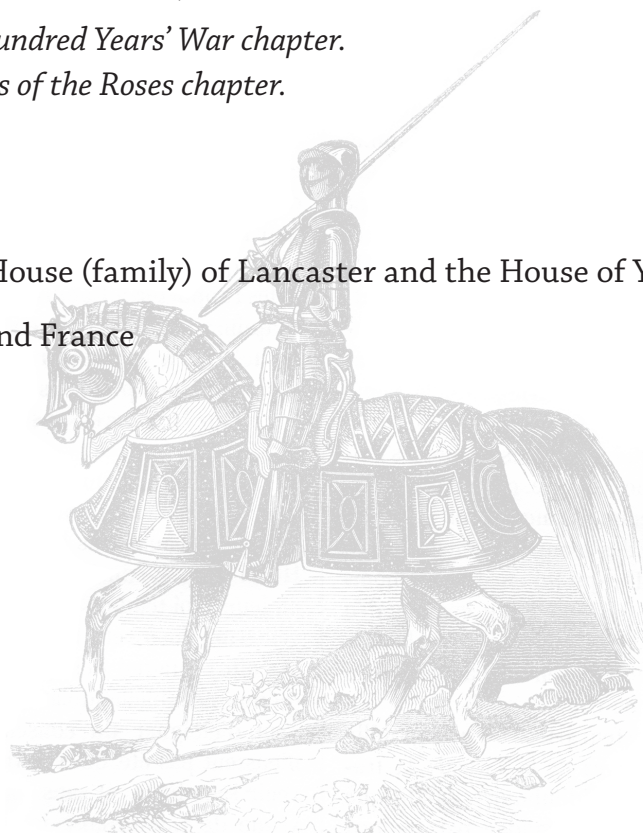 undred Years’ War chapter.
s of the Roses chapter.
House (family) of Lancaster and the House of Y
nd France